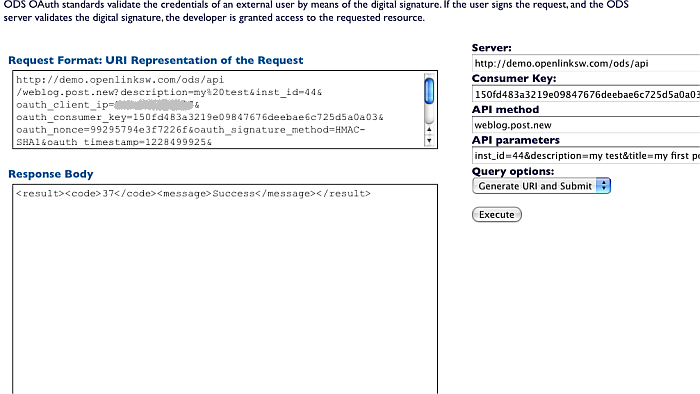 ODS OAuth standards validate the credentials of an external user by means of the digital signature. If the user signs the request, and the ODS
server validates the digital signature, the developer is granted access to the requested resource.
Request Format: URI Representation of the Request
http://demo.openlinksw.com/ods/api
/weblog.post.new?description=my%20test&inst_id=44&
oauth_client_ip= &
oauth_consumer_key=150fd483a3219e09847676deebae6c725d5a0a03&
oauth_nonce=99295794e3f7226f&oauth_signature_method=HMAC-
SHA1&oauth_timestamp=1228499925&
Response Body
<result><code>37</code><message>Success</message></result>
Server:
http://demo.openlinksw.com/ods/api
Consumer Key:
150fd483a3219e09847676deebae6c725d5a0a03
API method
weblog.post.new
API parameters
inst_id=44&description=my test&title=my first po
Query options:
Generate URI and Submit
Execute